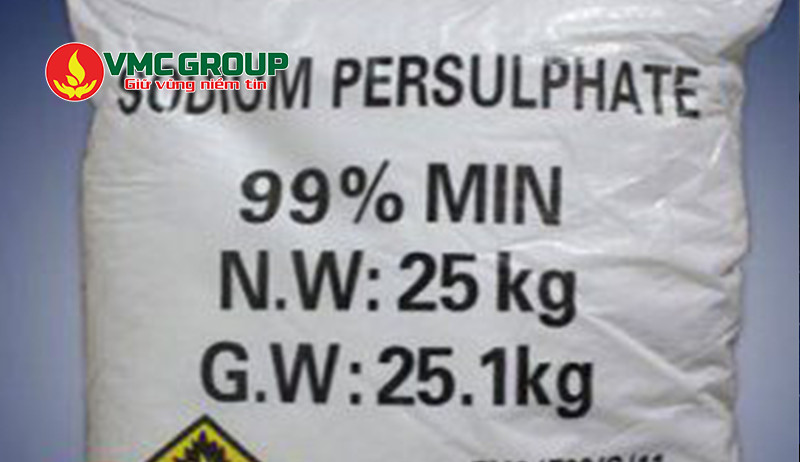 VMC GROUP
Giữ vững niềm tin
SODIUM PERSULPHATE
99% MIN
N.W: 25 kg
G.W: 25.1kg